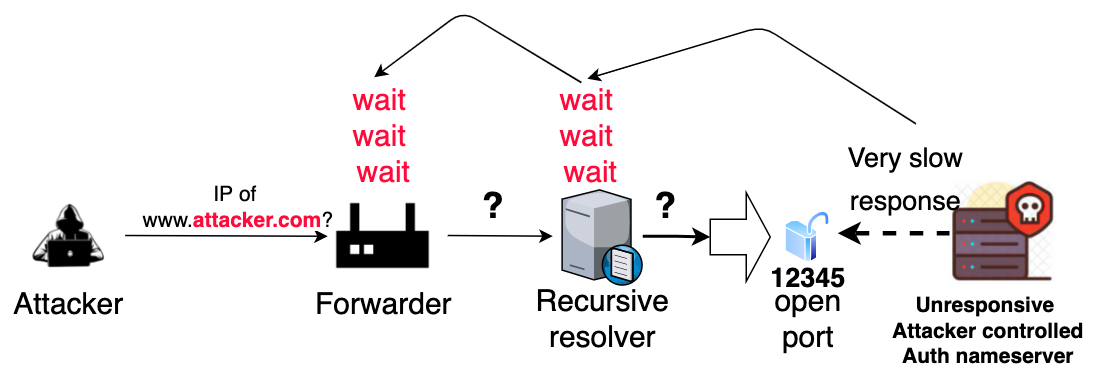 wait
wait
wait
wait
wait
wait
Very slow
response
IP of
www.attacker.com?
?
?
12345
Attacker
Forwarder
Recursive
resolver
open
port
Unresponsive
Attacker controlled
Auth nameserver